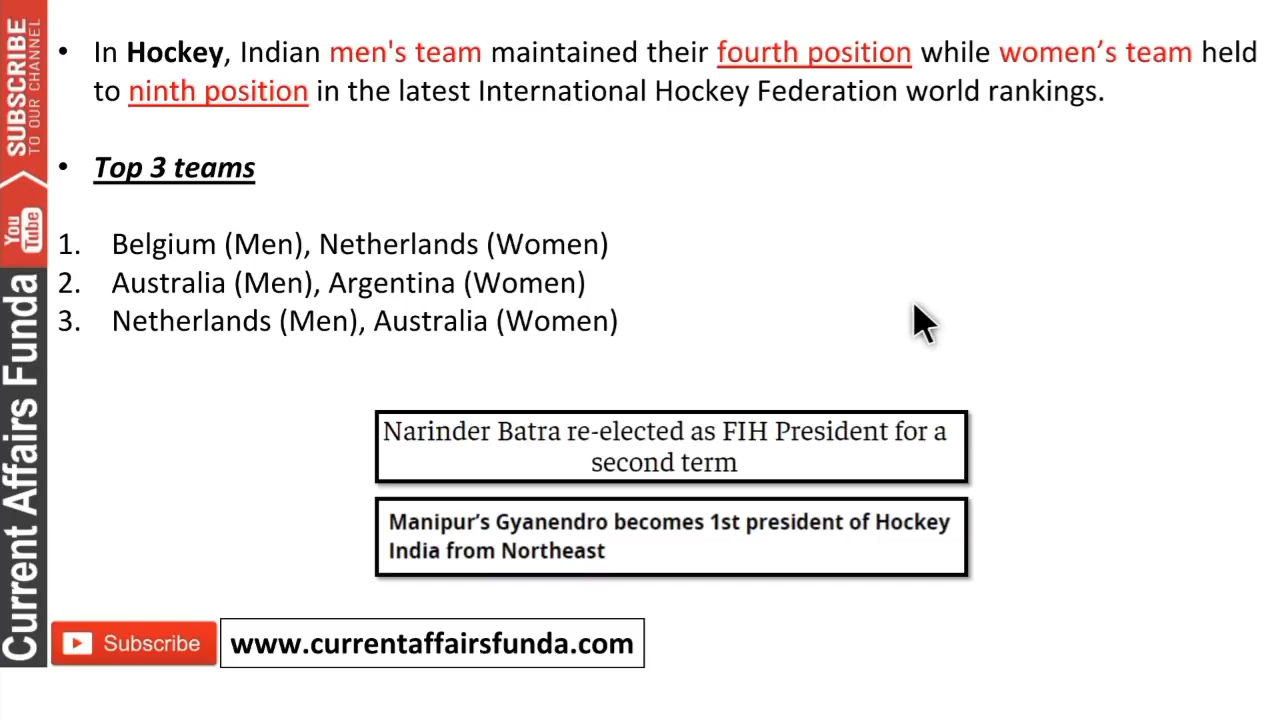 SUBSCRIBE
TO OUR CHANNEL
You
Tube
Current Affairs Funda
• In Hockey, Indian men's team maintained their fourth position while women’s team held
to ninth position in the latest International Hockey Federation world rankings.
• Top 3 teams
1. Belgium (Men), Netherlands (Women)
2. Australia (Men), Argentina (Women)
3. Netherlands (Men), Australia (Women)
Narinder Batra re-elected as FIH President for a
second term
Manipur’s Gyanendro becomes 1st president of Hockey
India from Northeast
Subscribe
www.currentaffairsfunda.com